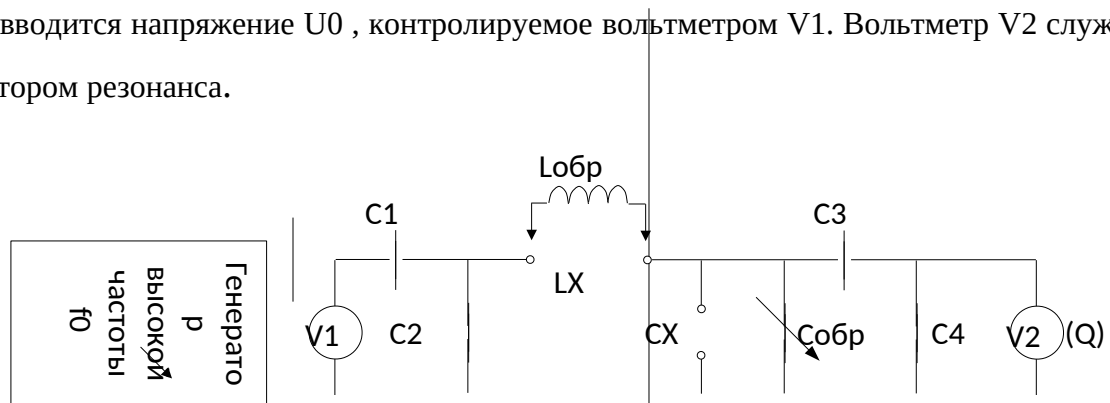 вводится напряжение U0 , контролируемое вольтметром V1. Вольтметр V2 служ
тором резонанса.
Lобр
C1
C3
LX
Генерато
р
высокой
частоты
f0
V1
C2
CX
Cобр
C4
V2
(Q)